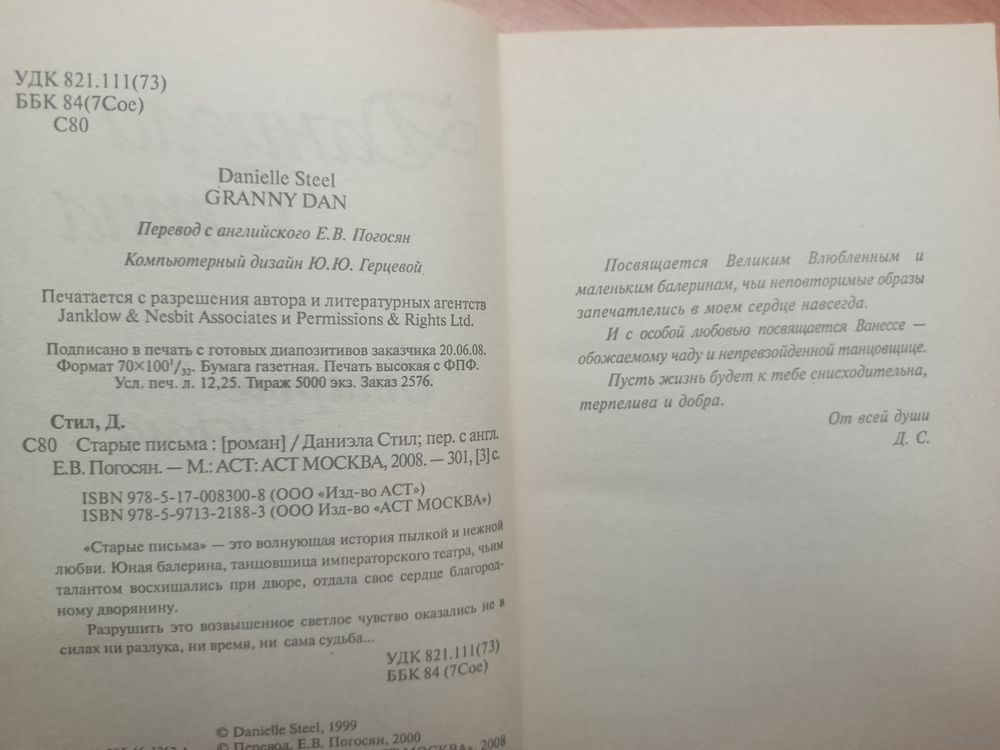 УДК 821.111(73)
ББК 84(7Сое)
С80
Danielle Steel
GRANNY DAN
Перевод с английского Е.В. Погосян
Компьютерный дизайн Ю.Ю. Герцевой
Печатается с разрешения автора и литературных агентств
Janklow & Nesbit Associates и Permissions & Rights Ltd.
Подписано в печать с готовых диапозитивов заказчика 20.06.08.
Формат 70×100¹/₃₂. Бумага газетная. Печать высокая с ФПФ.
Усл. печ. л. 12,25. Тираж 5000 экз. Заказ 2576.
Стил, Д.
С80 Старые письма : [роман] / Даниэла Стил; пер. с англ.
Е.В. Погосян. — М.: АСТ: АСТ МОСКВА, 2008. — 301, [3] с.
ISBN 978-5-17-008300-8 (ООО «Изд-во АСТ»)
ISBN 978-5-9713-2188-3 (ООО Изд-во «АСТ МОСКВА»)
«Старые письма» — это волнующая история пылкой и нежной
любви. Юная балерина, танцовщица императорского театра, чьим
талантом восхищались при дворе, отдала свое сердце благород-
ному дворянину.
Разрушить это возвышенное светлое чувство оказались не в
силах ни разлука, ни время, ни сама судьба...
УДК 821.111(73)
ББК 84 (7Сое)
© Danielle Steel, 1999
© Перевод. Е.В. Погосян, 2000
МОСКВА», 2008
Посвящается Великим Влюбленным и
маленьким балеринам, чьи неповторимые образы
запечатлелись в моем сердце навсегда.
И с особой любовью посвящается Ванессе —
обожаемому чаду и непревзойденной танцовщице.
Пусть жизнь будет к тебе снисходительна,
терпелива и добра.
От всей души
Д. С.